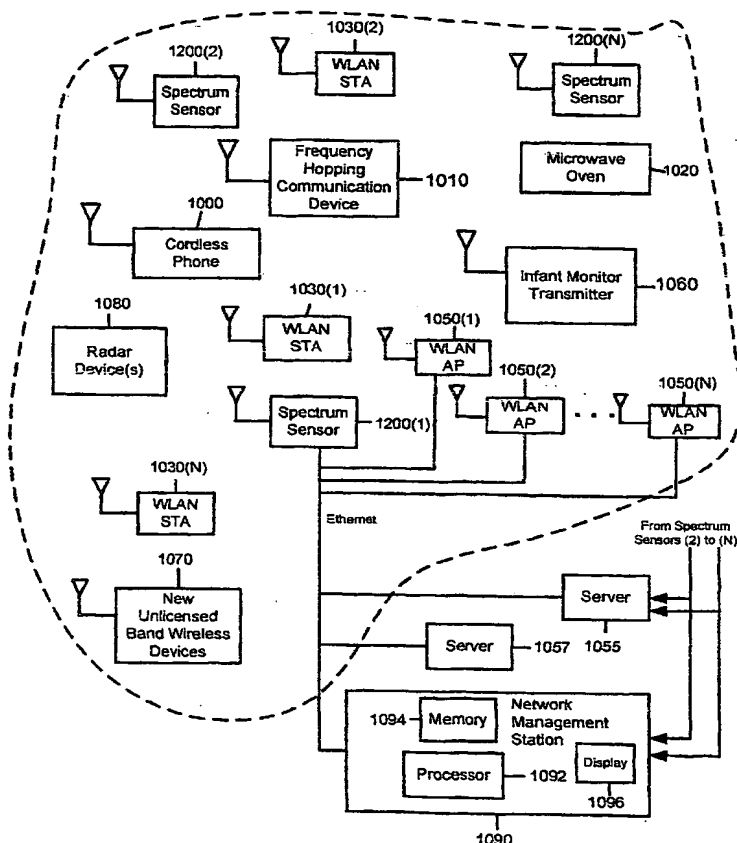 1030(2)
1200(2)
1200(N)
WLAN
STA
Spectrum
Sensor
Spectrum
Sensor
Frequency
Hopping
Communication
Device
1010
Microwave
Oven
1020
1000
Cordless
Phone
Infant Monitor
Transmitter
1060
1080
Radar
Device(s)
1030(1)
WLAN
STA
1050(1)
WLAN
AP
1050(2)
WLAN
AP
1050(N)
WLAN
AP
Spectrum
Sensor
1200(1)
1030(N)
WLAN
STA
Ethernet
From Spectrum
Sensors (2) to (N)
1070
New
Unlicensed
Band Wireless
Devices
Server
1055
Server
1057
Network
Management
Station
1094
Memory
Processor
1092
Display
1096
1090